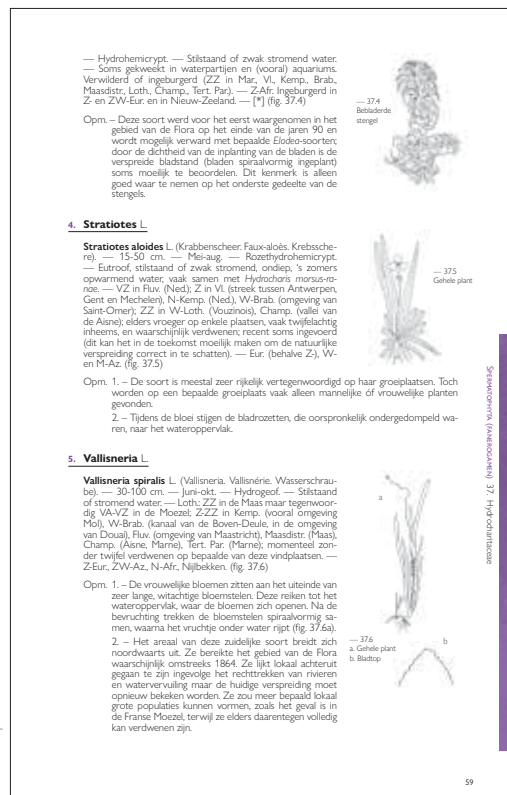 — Hydrohemicrypt. — Stilstaand of zwak stromend water.
— Soms gekweekt in waterpartijen en (vooral) aquariums.
Verwilderd of ingeburgerd (ZZ in Mar., Vl., Kemp., Brab.,
Maasdistr., Loth., Champ., Tert. Par.). — Z-Afr. Ingeburgerd in
Z- en ZW-Eur. en in Nieuw-Zeeland. — [*] (fig. 37.4)
Opm. – Deze soort werd voor het eerst waargenomen in het
gebied van de Flora op het einde van de jaren 90 en
wordt mogelijk verward met bepaalde Elodea-soorten;
door de dichtheid van de inplanting van de bladen is de
verspreide bladstand (bladen spiraalvormig ingeplant)
soms moeilijk te beoordelen. Dit kenmerk is alleen
goed waar te nemen op het onderste gedeelte van de
stengels.
— 37.4
Bebladerde
stengel
4. Stratiotes L.
Stratiotes aloides L. (Krabbenscheer. Faux-aloès. Krebssche-
re). — 15-50 cm. — Mei-aug. — Rozethydrohemicrypt.
— Eutroof, stilstaand of zwak stromend, ondiep, ‘s zomers
opwarmend water, vaak samen met Hydrocharis morsus-ra-
nae. — VZ in Fluv. (Ned.); Z in Vl. (streek tussen Antwerpen,
Gent en Mechelen), N-Kemp. (Ned.), W-Brab. (omgeving van
Saint-Omer); ZZ in W-Loth. (Vouzinois), Champ. (vallei van
de Aisne); elders vroeger op enkele plaatsen, vaak twijfelachtig
inheems, en waarschijnlijk verdwenen; recent soms ingevoerd
(dit kan het in de toekomst moeilijk maken om de natuurlijke
verspreiding correct in te schatten). — Eur. (behalve Z-), W-
en M-Az. (fig. 37.5)
— 37.5
Gehele plant
Opm. 1. – De soort is meestal zeer rijkelijk vertegenwoordigd op haar groeiplaatsen. Toch
worden op een bepaalde groeiplaats vaak alleen mannelijke óf vrouwelijke planten
gevonden.
2. – Tijdens de bloei stijgen de bladrozetten, die oorspronkelijk ondergedompeld wa-
ren, naar het wateroppervlak.
5. Vallisneria L.
Vallisneria spiralis L. (Vallisneria. Vallisnérie. Wasserschrau-
be). — 30-100 cm. — Juni-okt. — Hydrogeof. — Stilstaand
of stromend water. — Loth.: ZZ in de Maas maar tegenwoor-
dig VA-VZ in de Moezel; Z-ZZ in Kemp. (vooral omgeving
Mol), W-Brab. (kanaal van de Boven-Deule, in de omgeving
van Douai), Fluv. (omgeving van Maastricht), Maasdistr. (Maas),
Champ. (Aisne, Marne), Tert. Par. (Marne); momenteel zon-
der twijfel verdwenen op bepaalde van deze vindplaatsen. —
Z-Eur., ZW-Az., N-Afr., Nijlbekken. (fig. 37.6)
Opm. 1. – De vrouwelijke bloemen zitten aan het uiteinde van
zeer lange, witachtige bloemstelen. Deze reiken tot het
wateroppervlak, waar de bloemen zich openen. Na de
bevruchting trekken de bloemstelen spiraalvormig sa-
men, waarna het vruchtje onder water rijpt (fig. 37.6a).
2. – Het areaal van deze zuidelijke soort breidt zich
noordwaarts uit. Ze bereikte het gebied van de Flora
waarschijnlijk omstreeks 1864. Ze lijkt lokaal achteruit
gegaan te zijn ingevolge het rechttrekken van rivieren
en watervervuiling maar de huidige verspreiding moet
opnieuw bekeken worden. Ze zou meer bepaald lokaal
grote populaties kunnen vormen, zoals het geval is in
de Franse Moezel, terwijl ze elders daarentegen volledig
kan verdwenen zijn.
a
— 37.6
a. Gehele plant
b. Bladtop
b
Spermatophyta (fanerogamen) 37. Hydrocharitaceae
59